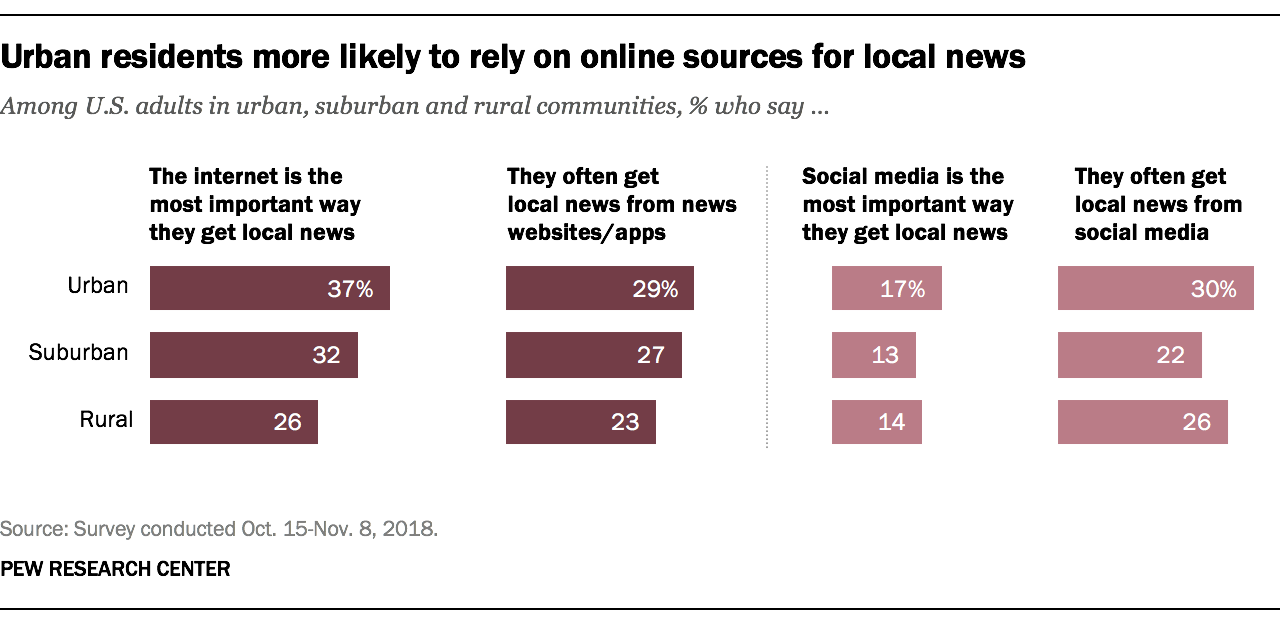 Urban residents more likely to rely on online sources for local news
Among U.S. adults in urban, suburban and rural communities, % who say ...
The internet is the
most important way
they get local news
They often get
local news from news
websites/apps
Social media is the
most important way
they get local news
They often get
local news from
social media
Urban 37% 29% 17% 30%
Suburban 32 27 13 22
Rural 26 23 14 26
Source: Survey conducted Oct. 15-Nov. 8, 2018.
PEW RESEARCH CENTER